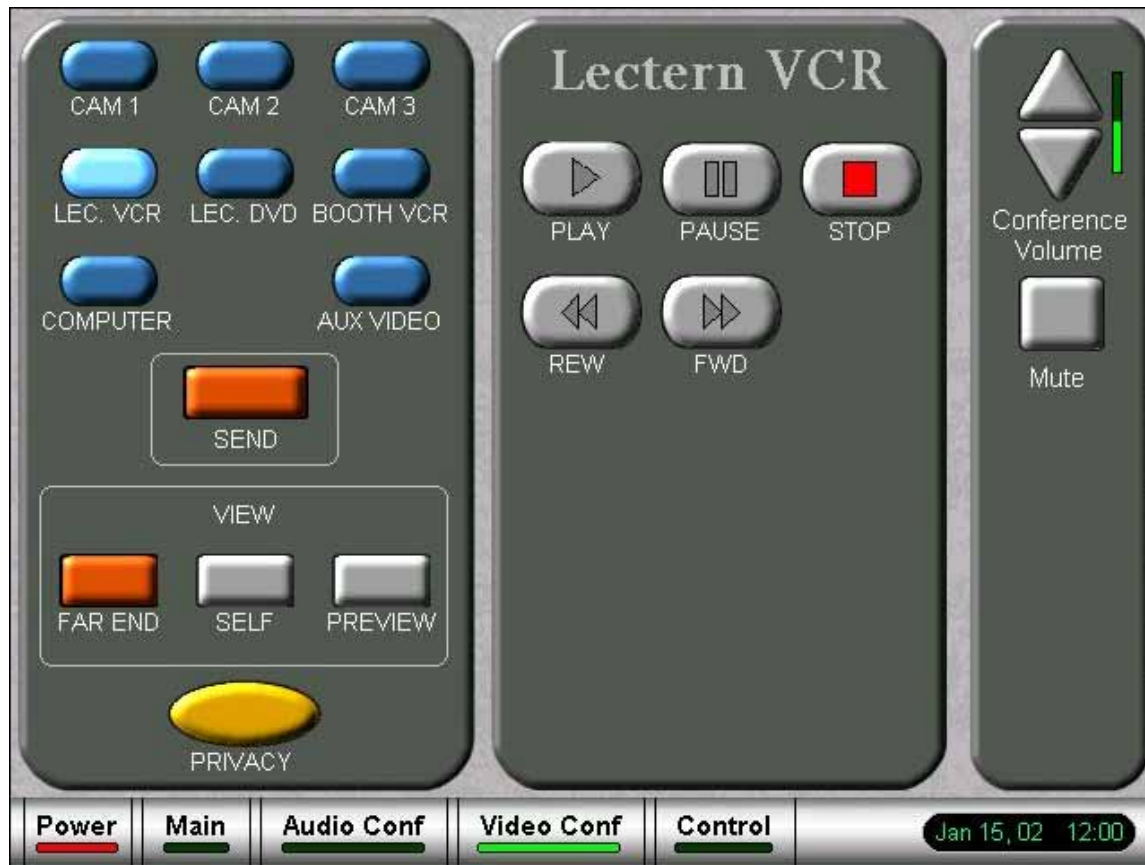 CAM 1 CAM 2 CAM 3
LEC. VCR LEC. DVD BOOTH VCR
COMPUTER AUX VIDEO
SEND
VIEW
FAR END SELF PREVIEW
PRIVACY
Lectern VCR
PLAY PAUSE STOP
REW FWD
Conference
Volume
Mute
Power Main Audio Conf Video Conf Control Jan 15, 02 12:00